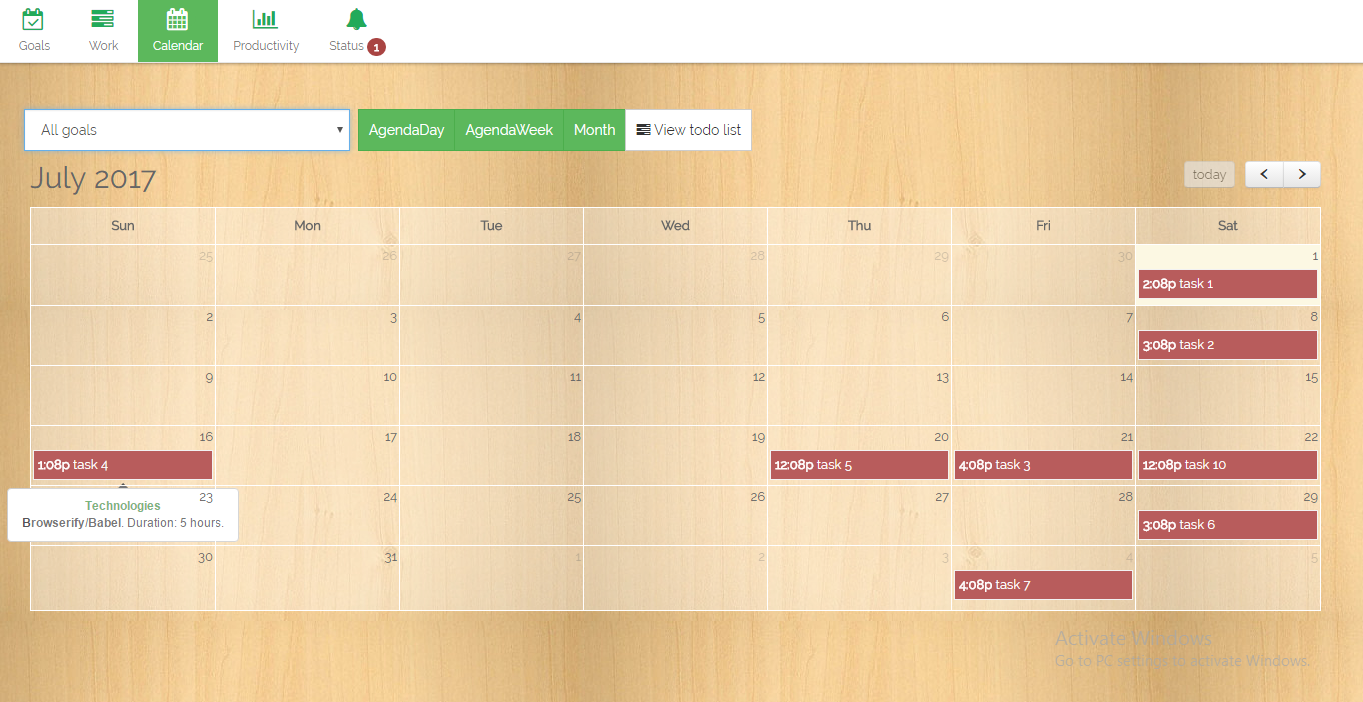 Goals Work Calendar Productivity Status 1
All goals AgendaDay AgendaWeek Month View todo list
July 2017 today
Sun Mon Tue Wed Thu Fri Sat
25 26 27 28 29 30 1
2:08p task 1
2 3 4 5 6 7 8
3:08p task 2
9 10 11 12 13 14 15
16 17 18 19 20 21 22
1:08p task 4 12:08p task 5 4:08p task 3 12:08p task 10
23 24 25 26 27 28 29
Technologies
Browserify/Babel. Duration: 5 hours.
3:08p task 6
30 31 1 2 3 4 5
4:08p task 7
Activate Windows
Go to PC settings to activate Windows.